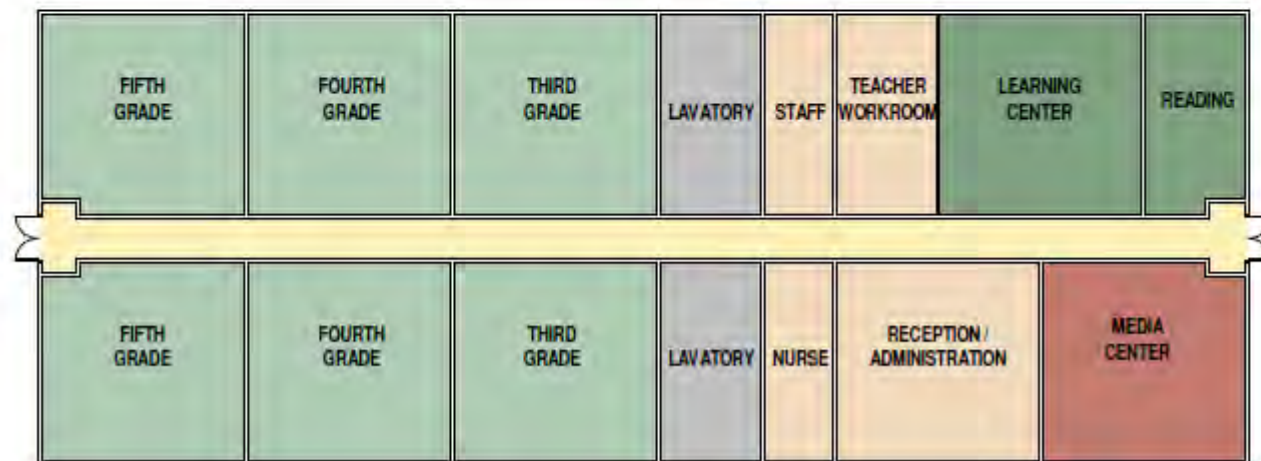 FIFTH
GRADE
FOURTH
GRADE
THIRD
GRADE
LAVATORY
STAFF
TEACHER
WORKROOM
LEARNING
CENTER
READING
FIFTH
GRADE
FOURTH
GRADE
THIRD
GRADE
LAVATORY
NURSE
RECEPTION /
ADMINISTRATION
MEDIA
CENTER